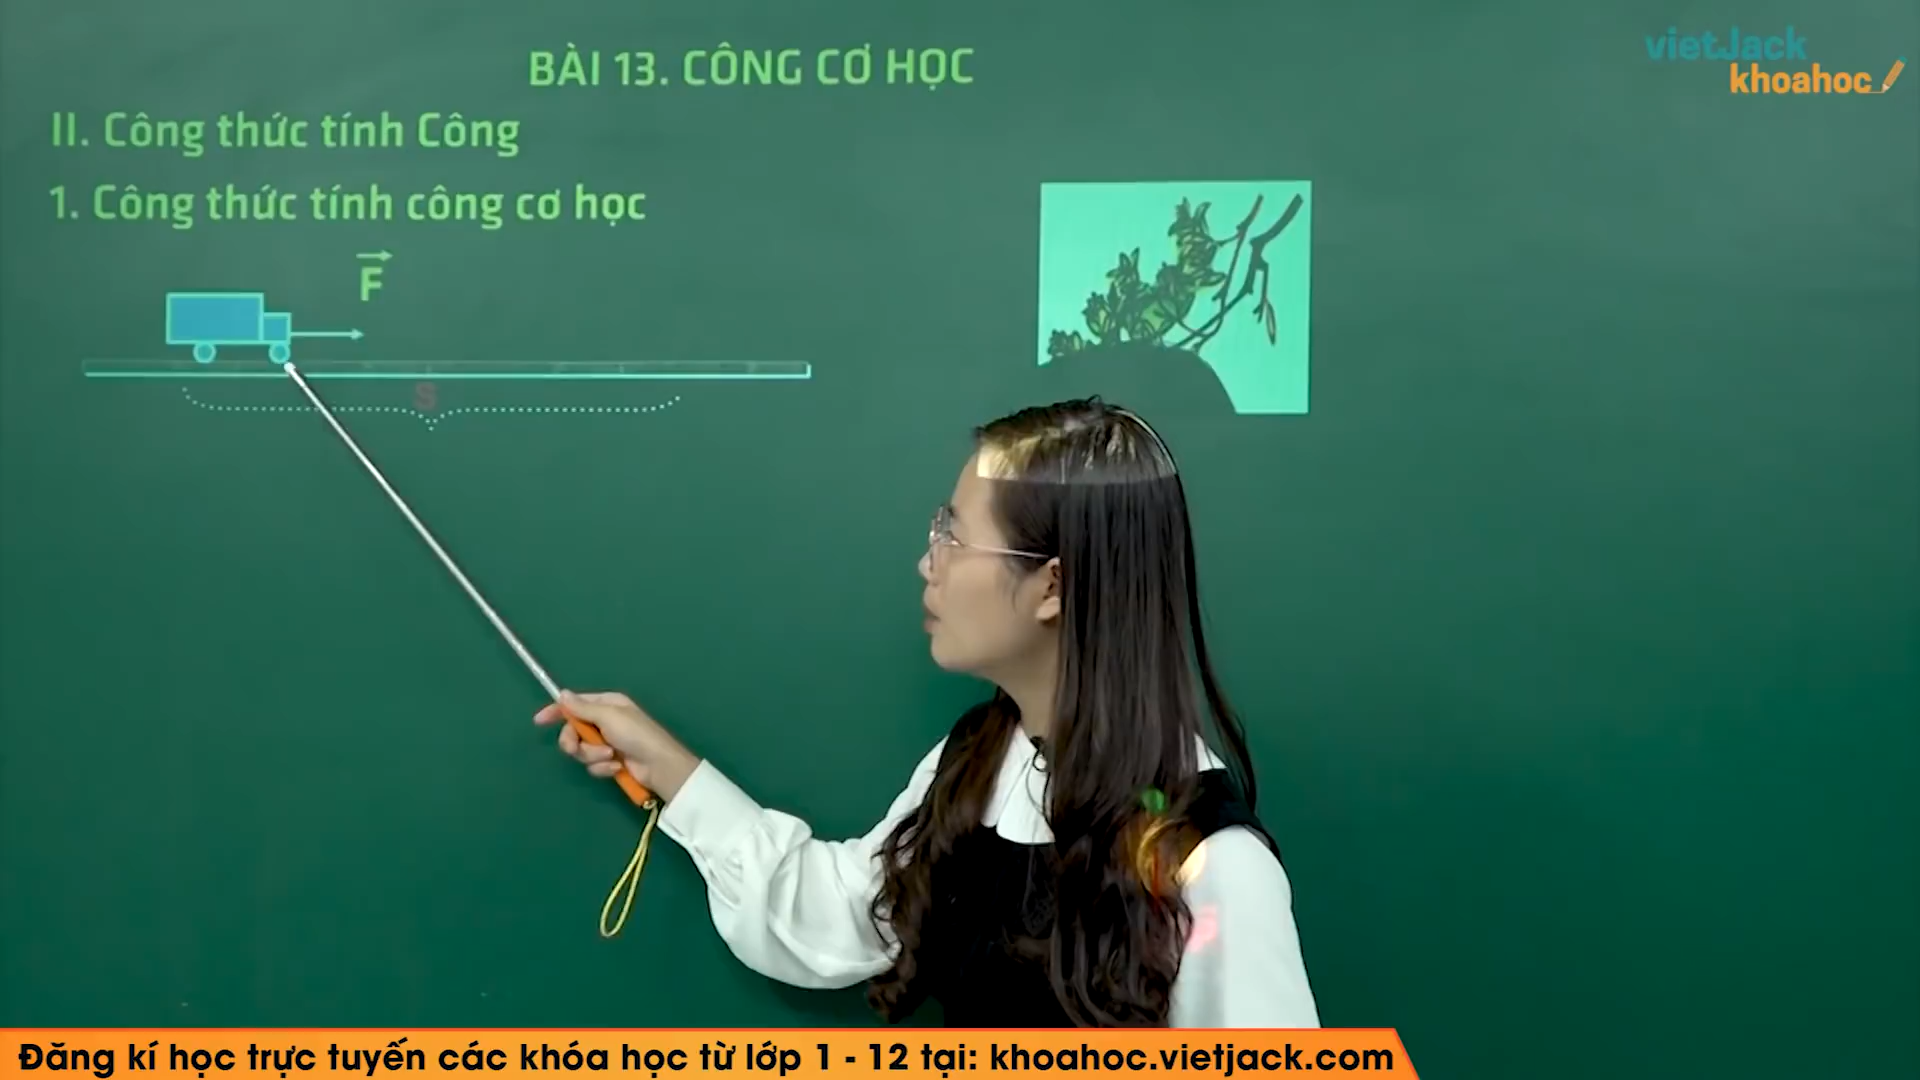 BÀI 13. CÔNG CƠ HỌC
vietJack
khoahoc
II. Công thức tính Công
1. Công thức tính công cơ học
F
S
Đăng kí học trực tuyến các khóa học từ lớp 1 - 12 tại: khoahoc.vietjack.com